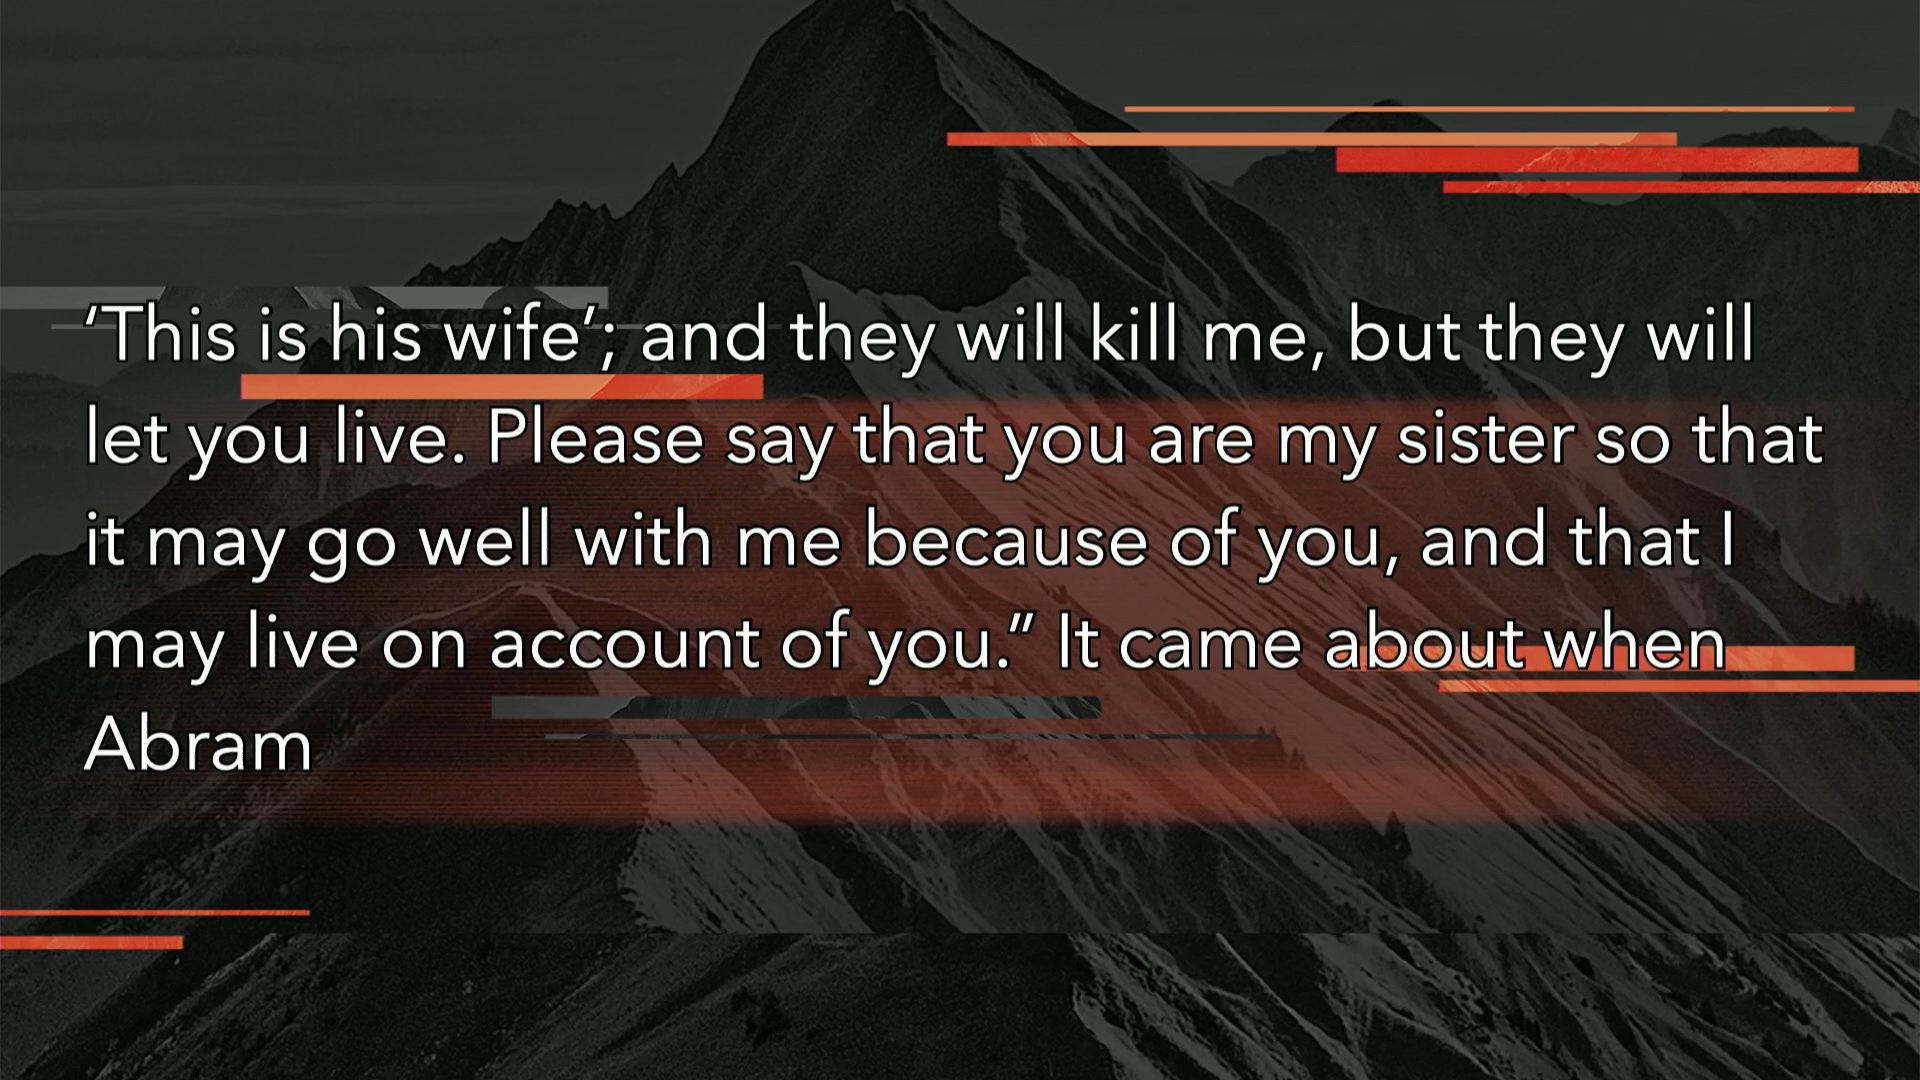 ‘This is his wife’; and they will kill me, but they will
let you live. Please say that you are my sister so that
it may go well with me because of you, and that I
may live on account of you.” It came about when
Abram